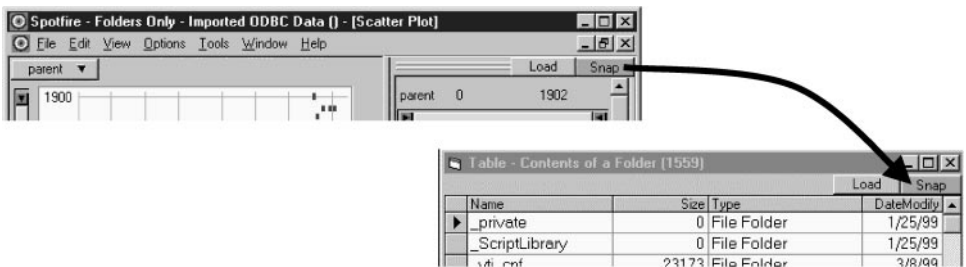 Spotfire - Folders Only - Imported ODBC Data () - [Scatter Plot]
File Edit View Options Tools Window Help
parent
Load Snap
1900
parent 0 1902
Table - Contents of a Folder (1559)
Load Snap
Name Size Type DateModify
_private 0 File Folder 1/25/99
_ScriptLibrary 0 File Folder 1/25/99
_vti_cnf 23173 File Folder 3/8/99